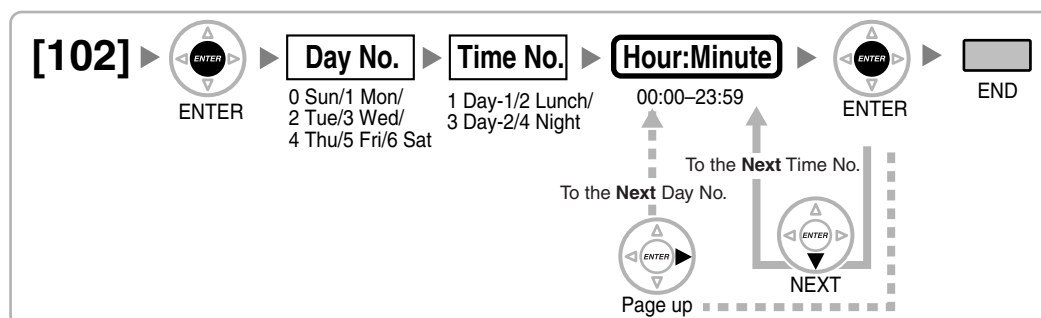 [102]
ENTER
ENTER
Day No.
0 Sun/1 Mon/
2 Tue/3 Wed/
4 Thu/5 Fri/6 Sat
Time No.
1 Day-1/2 Lunch/
3 Day-2/4 Night
Hour:Minute
00:00–23:59
ENTER
ENTER
END
To the Next Time No.
To the Next Day No.
ENTER
Page up
ENTER
NEXT